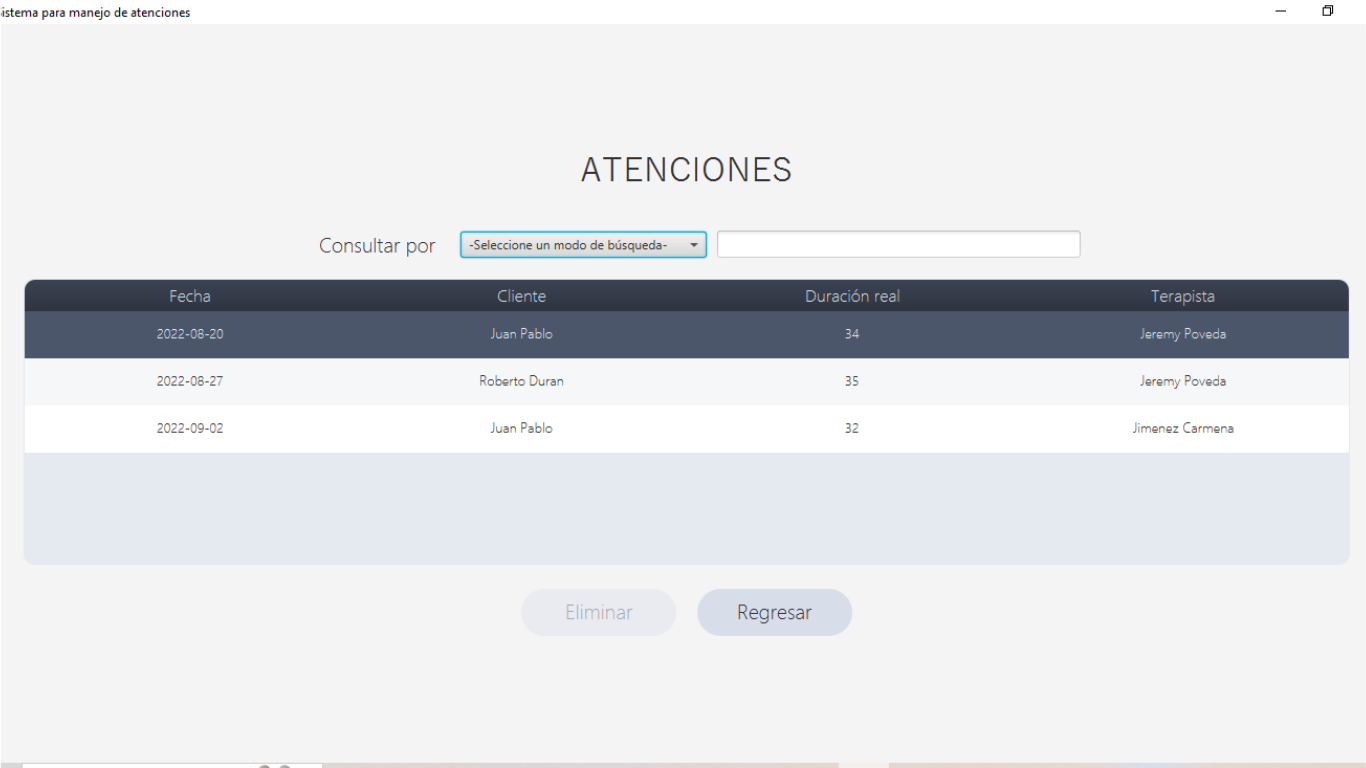 istema para manejo de atenciones
ATENCIONES
Consultar por -Seleccione un modo de búsqueda-
Fecha Cliente Duración real Terapista
2022-08-20 Juan Pablo 34 Jeremy Poveda
2022-08-27 Roberto Duran 35 Jeremy Poveda
2022-09-02 Juan Pablo 32 Jimenez Carmena
Eliminar Regresar